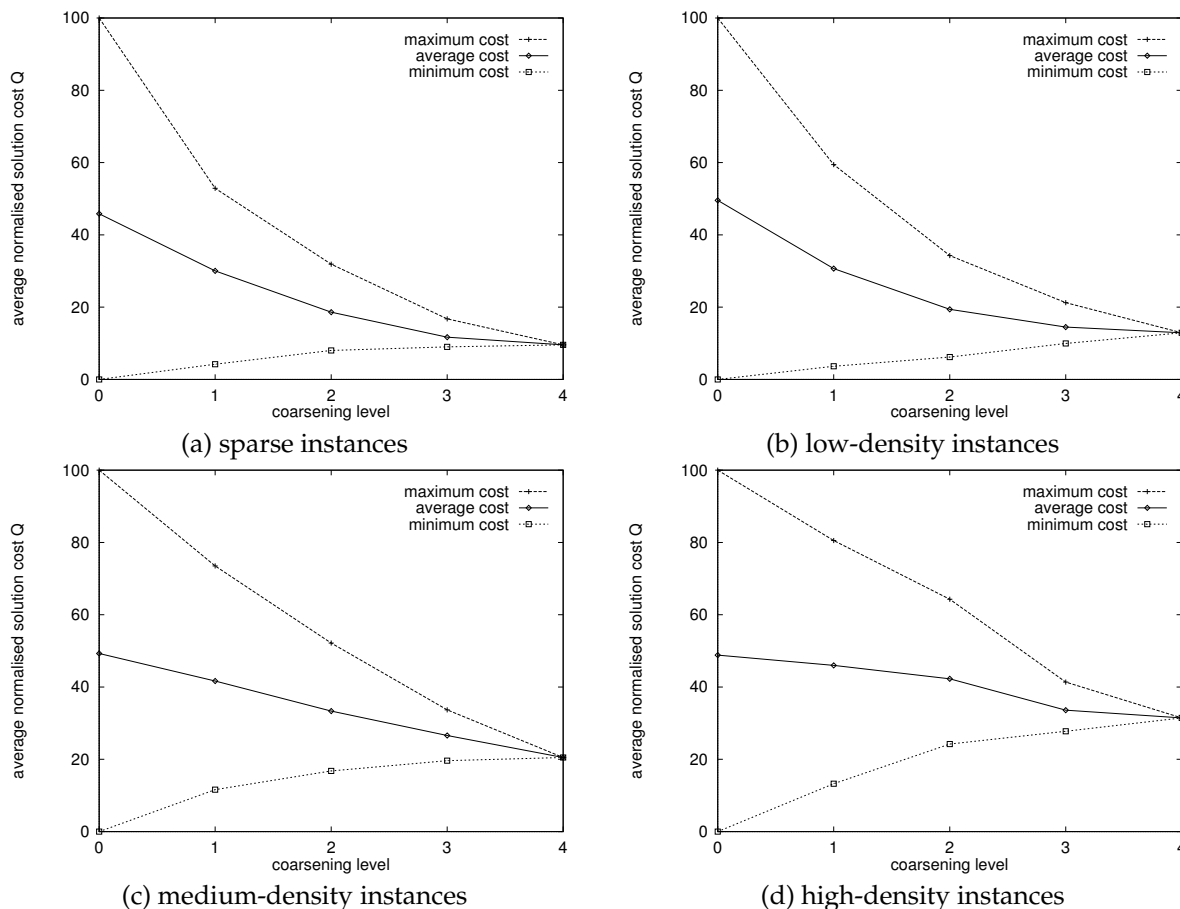 average normalised solution cost Q
100
80
60
40
20
0
maximum cost
average cost
minimum cost
0 1 2 3 4
coarsening level
(a) sparse instances
average normalised solution cost Q
100
80
60
40
20
0
maximum cost
average cost
minimum cost
0 1 2 3 4
coarsening level
(b) low-density instances
average normalised solution cost Q
100
80
60
40
20
0
maximum cost
average cost
minimum cost
0 1 2 3 4
coarsening level
(c) medium-density instances
average normalised solution cost Q
100
80
60
40
20
0
maximum cost
average cost
minimum cost
0 1 2 3 4
coarsening level
(d) high-density instances